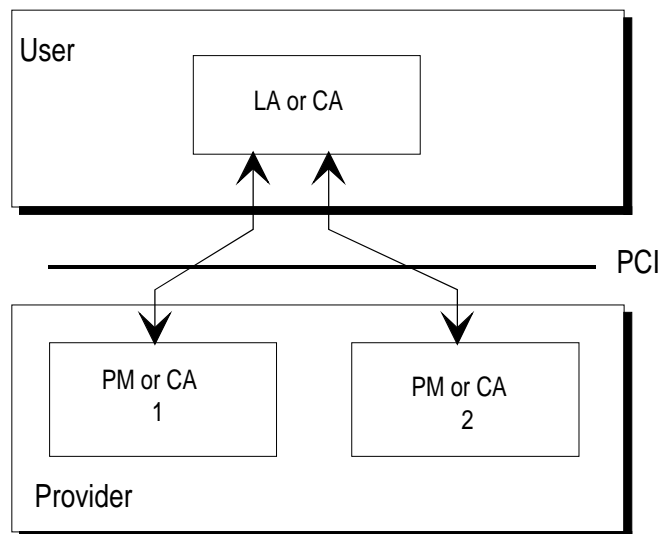 User
LA or CA
PCI
PM or CA
1
PM or CA
2
Provider